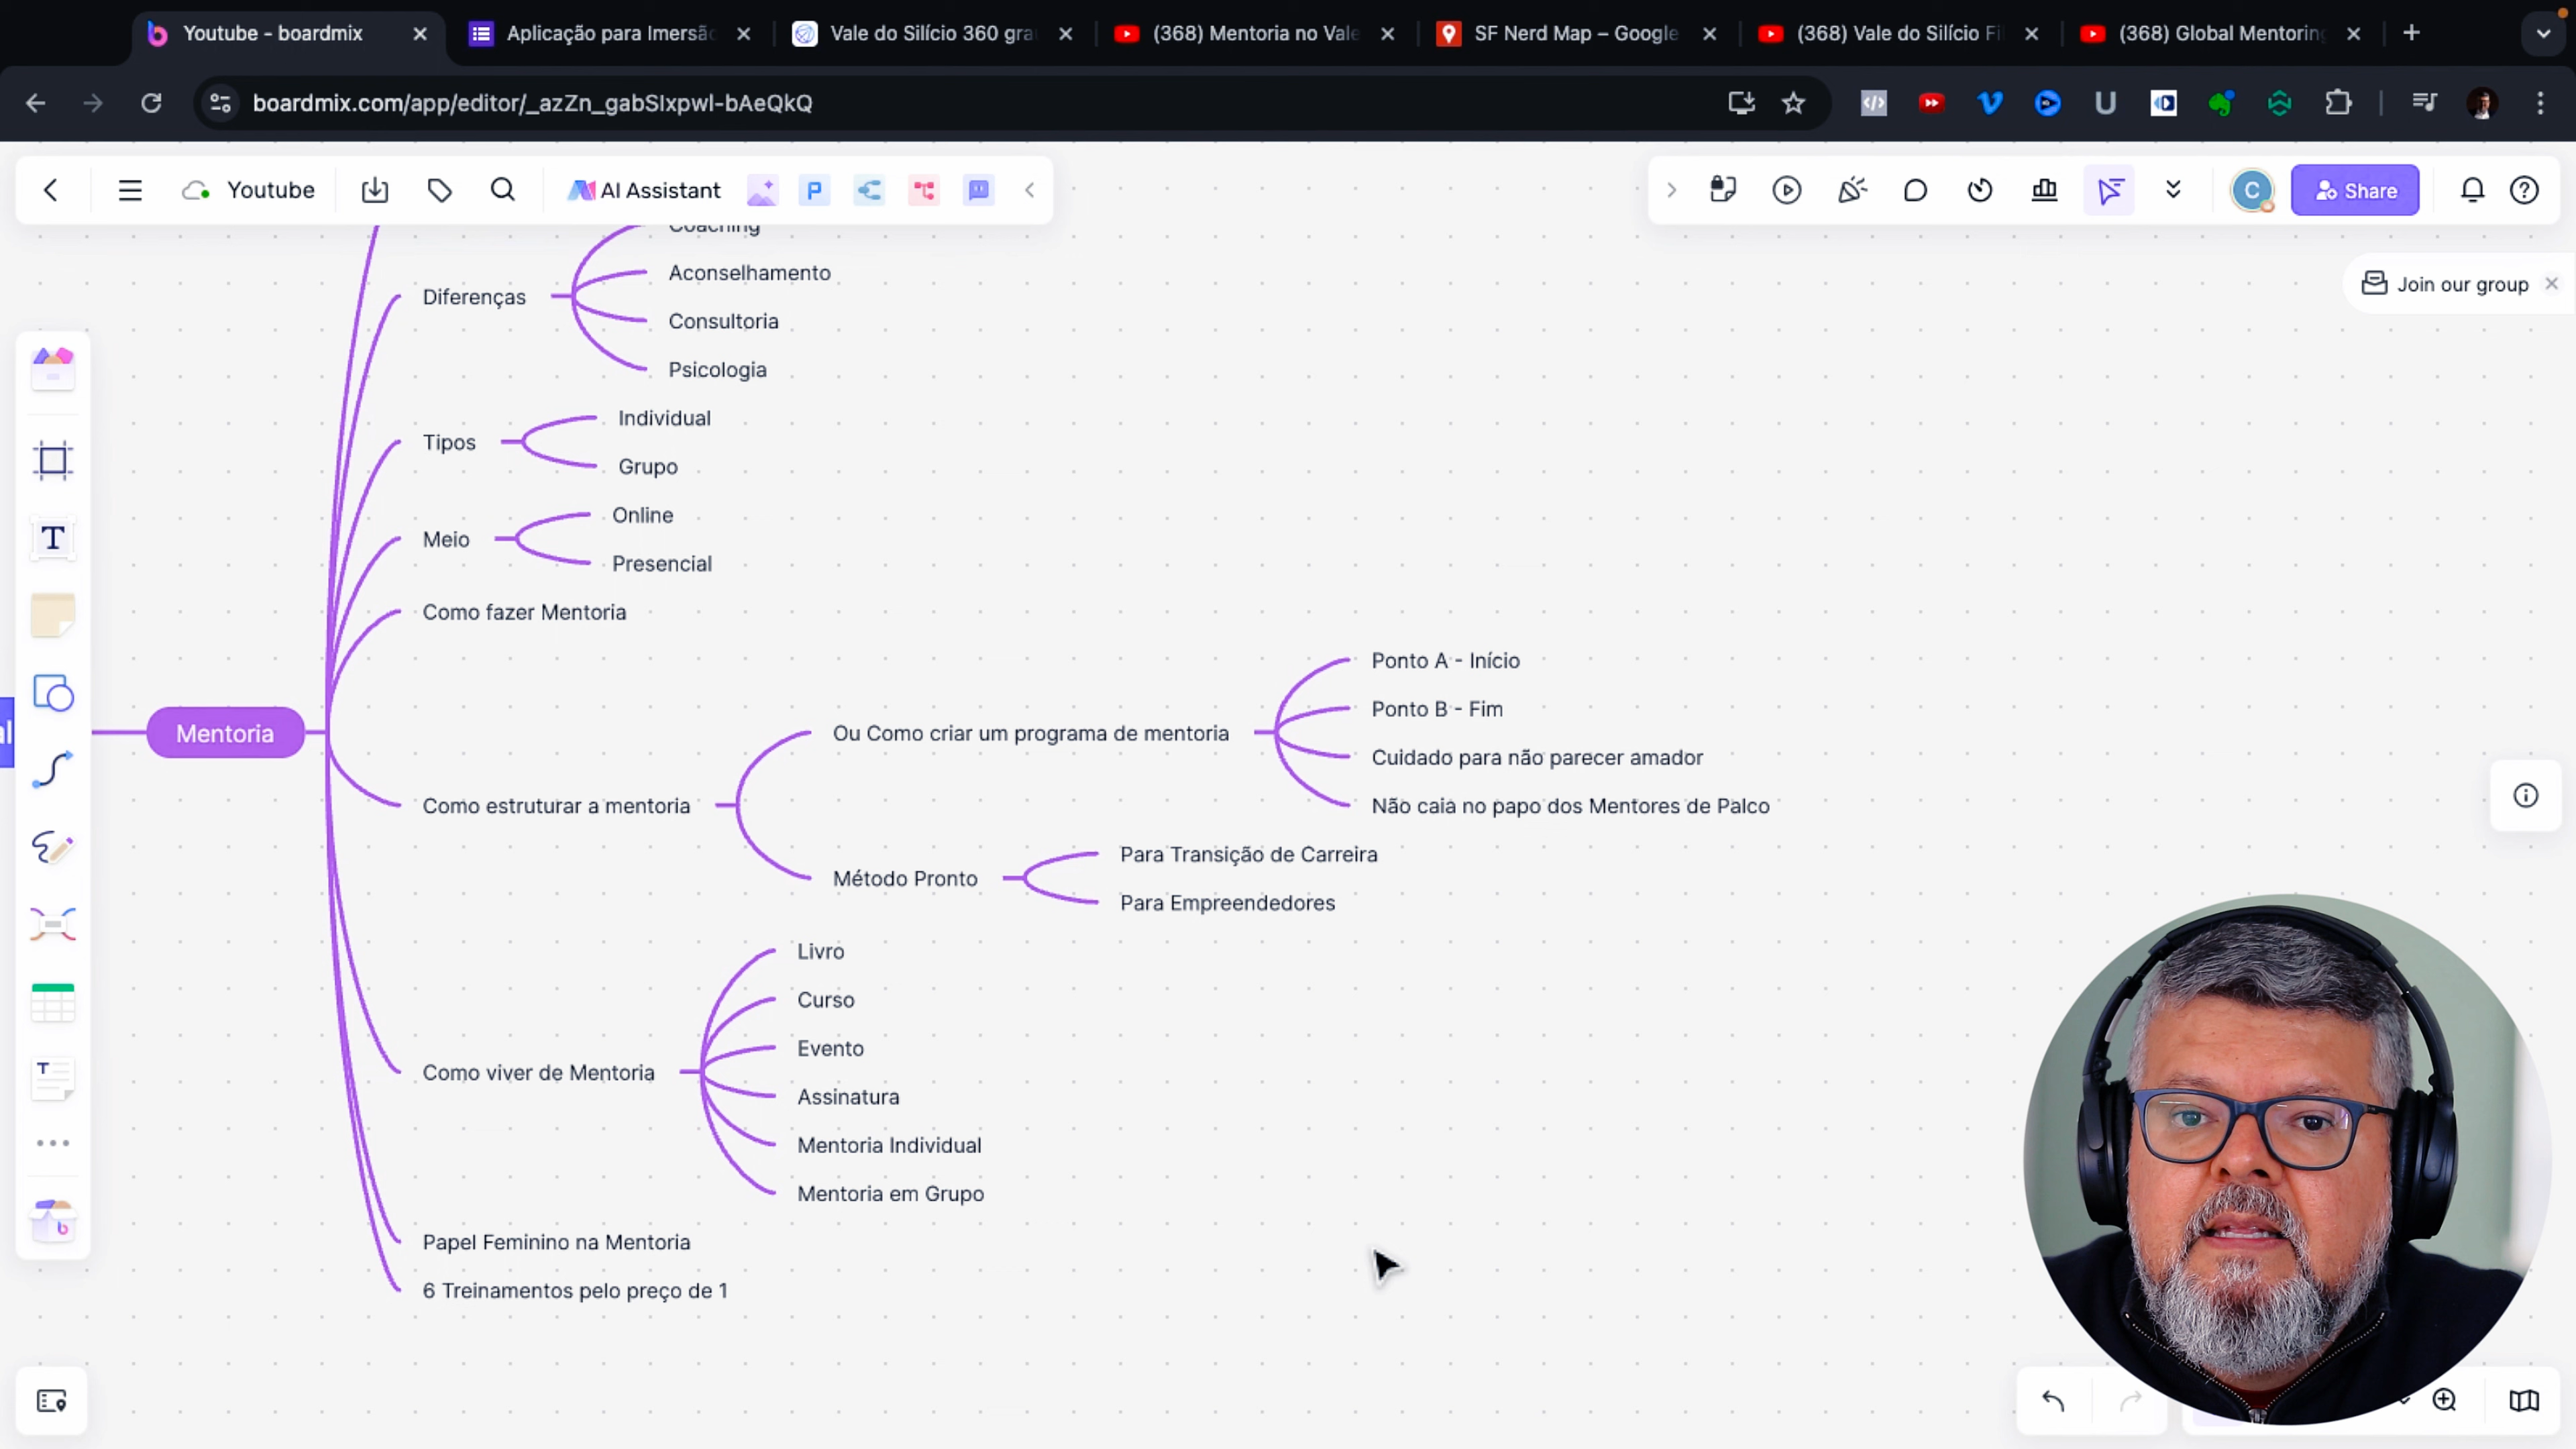 Youtube - boardmix
Aplicação para Imersão
Vale do Silício 360 gra
(368) Mentoria no Vale
SF Nerd Map – Google
(368) Vale do Silício Fi
(368) Global Mentoring
boardmix.com/app/editor/_azZn_gabSIxpwI-bAeQkQ
Youtube
AI Assistant
Share
Join our group
Coaching
Diferenças
Aconselhamento
Consultoria
Psicologia
Tipos
Individual
Grupo
Meio
Online
Presencial
Como fazer Mentoria
Mentoria
Como estruturar a mentoria
Ou Como criar um programa de mentoria
Ponto A - Início
Ponto B - Fim
Cuidado para não parecer amador
Não caia no papo dos Mentores de Palco
Método Pronto
Para Transição de Carreira
Para Empreendedores
Como viver de Mentoria
Livro
Curso
Evento
Assinatura
Mentoria Individual
Mentoria em Grupo
Papel Feminino na Mentoria
6 Treinamentos pelo preço de 1